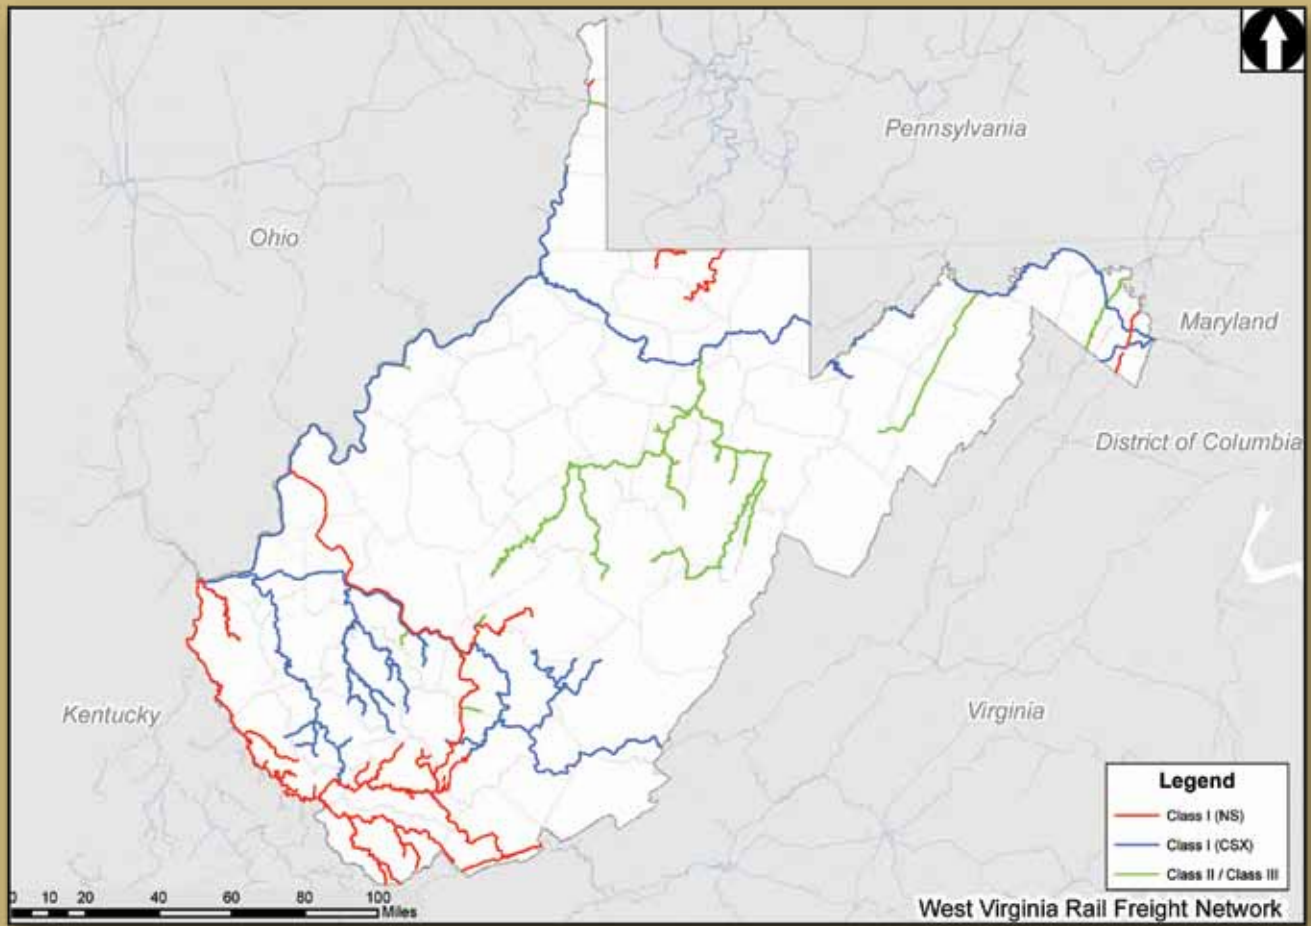 Pennsylvania
Ohio
Maryland
District of Columbia
Kentucky
Virginia
Legend
Class I (NS)
Class I (CSX)
Class II / Class III
0 10 20 40 60 80 100
Miles
West Virginia Rail Freight Network